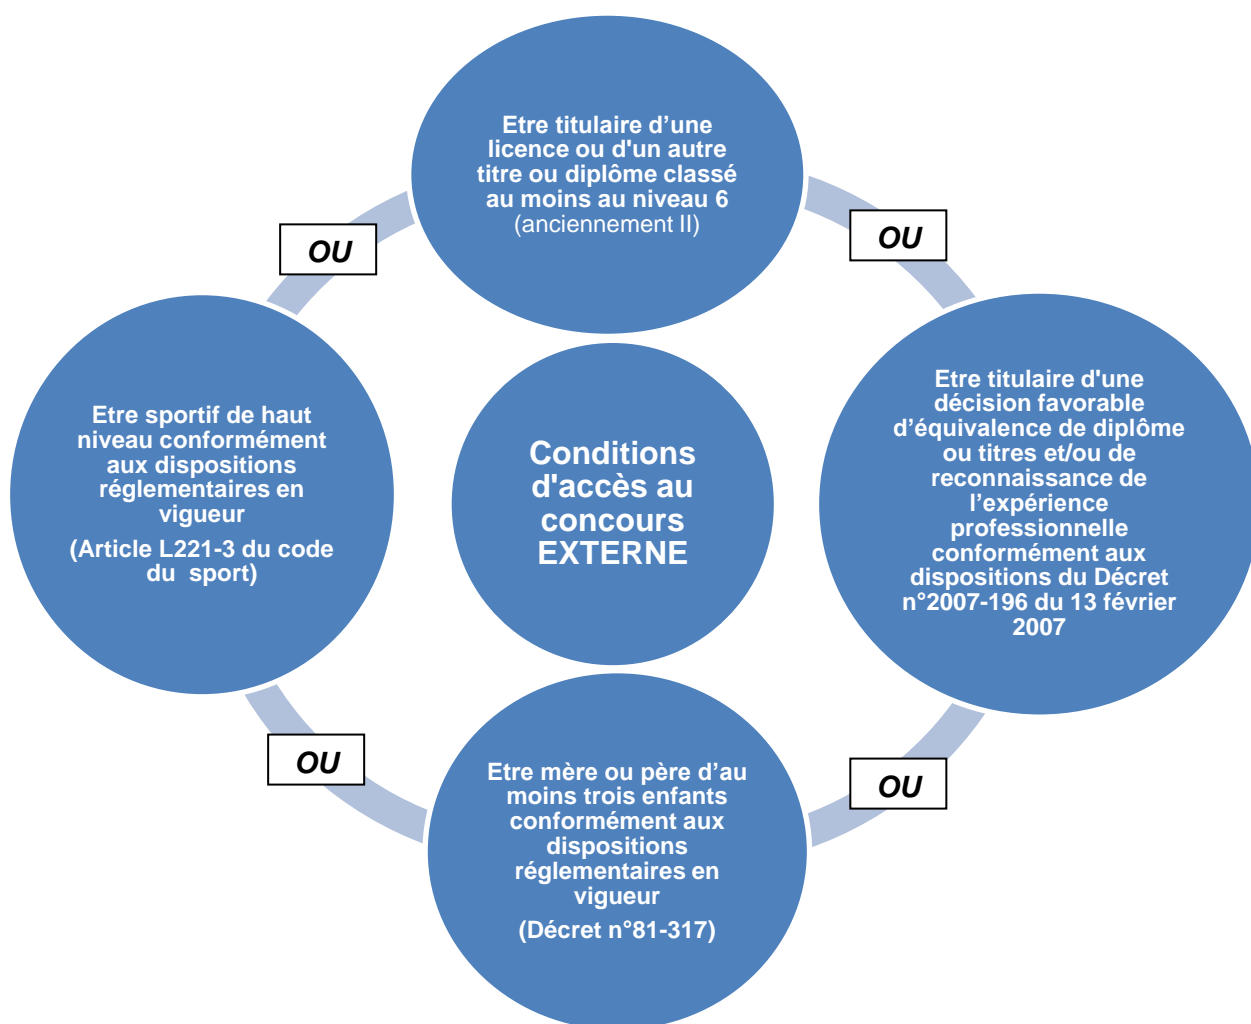 Etre titulaire d’une
licence ou d'un autre
titre ou diplôme classé
au moins au niveau 6
(anciennement II)
OU
OU
Etre titulaire d'une
décision favorable
d’équivalence de diplôme
ou titres et/ou de
reconnaissance de
l’expérience
professionnelle
conformément aux
dispositions du Décret
n°2007-196 du 13 février
2007
Etre sportif de haut
niveau conformément
aux dispositions
réglementaires en
vigueur
(Article L221-3 du code
du sport)
Conditions
d'accès au
concours
EXTERNE
OU
OU
Etre mère ou père d’au
moins trois enfants
conformément aux
dispositions
réglementaires en
vigueur
(Décret n°81-317)